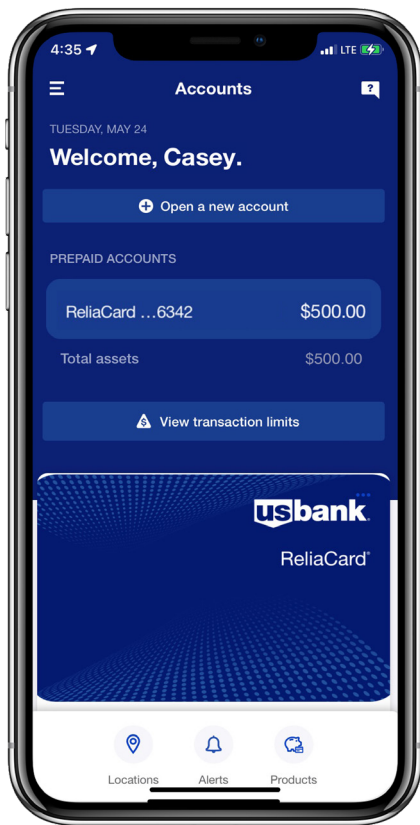 4:35
LTE
Accounts
?
TUESDAY, MAY 24
Welcome, Casey.
Open a new account
PREPAID ACCOUNTS
ReliaCard ...6342 $500.00
Total assets $500.00
$ View transaction limits
usbank
ReliaCard®
Locations Alerts Products